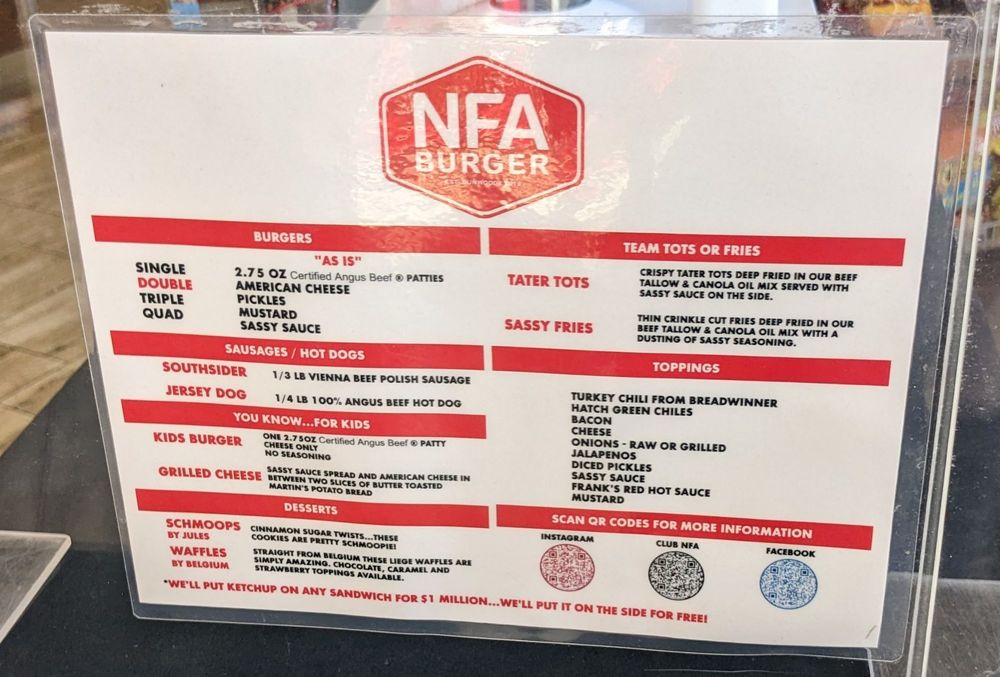 NFA
BURGER
BURGERS
"AS IS"
SINGLE
DOUBLE
TRIPLE
QUAD
2.75 OZ Certified Angus Beef ® PATTIES
AMERICAN CHEESE
PICKLES
MUSTARD
SASSY SAUCE
SAUSAGES / HOT DOGS
SOUTHSIDER
1/3 LB VIENNA BEEF POLISH SAUSAGE
JERSEY DOG
1/4 LB 100% ANGUS BEEF HOT DOG
YOU KNOW...FOR KIDS
KIDS BURGER
ONE 2.75OZ Certified Angus Beef ® PATTY
CHEESE ONLY
NO SEASONING
GRILLED CHEESE
SASSY SAUCE SPREAD AND AMERICAN CHEESE IN
BETWEEN TWO SLICES OF BUTTER TOASTED
MARTIN'S POTATO BREAD
DESSERTS
SCHMOOPS
BY JULES
CINNAMON SUGAR TWISTS...THESE
COOKIES ARE PRETTY SCHMOOPIE!
WAFFLES
BY BELGIUM
STRAIGHT FROM BELGIUM THESE LIEGE WAFFLES ARE
SIMPLY AMAZING. CHOCOLATE, CARAMEL AND
STRAWBERRY TOPPINGS AVAILABLE.
TEAM TOTS OR FRIES
TATER TOTS
CRISPY TATER TOTS DEEP FRIED IN OUR BEEF
TALLOW & CANOLA OIL MIX SERVED WITH
SASSY SAUCE ON THE SIDE.
SASSY FRIES
THIN CRINKLE CUT FRIES DEEP FRIED IN OUR
BEEF TALLOW & CANOLA OIL MIX WITH A
DUSTING OF SASSY SEASONING.
TOPPINGS
TURKEY CHILI FROM BREADWINNER
HATCH GREEN CHILES
BACON
CHEESE
ONIONS - RAW OR GRILLED
JALAPENOS
DICED PICKLES
SASSY SAUCE
FRANK'S RED HOT SAUCE
MUSTARD
SCAN QR CODES FOR MORE INFORMATION
INSTAGRAM
CLUB NFA
FACEBOOK
*WE'LL PUT KETCHUP ON ANY SANDWICH FOR $1 MILLION...WE'LL PUT IT ON THE SIDE FOR FREE!